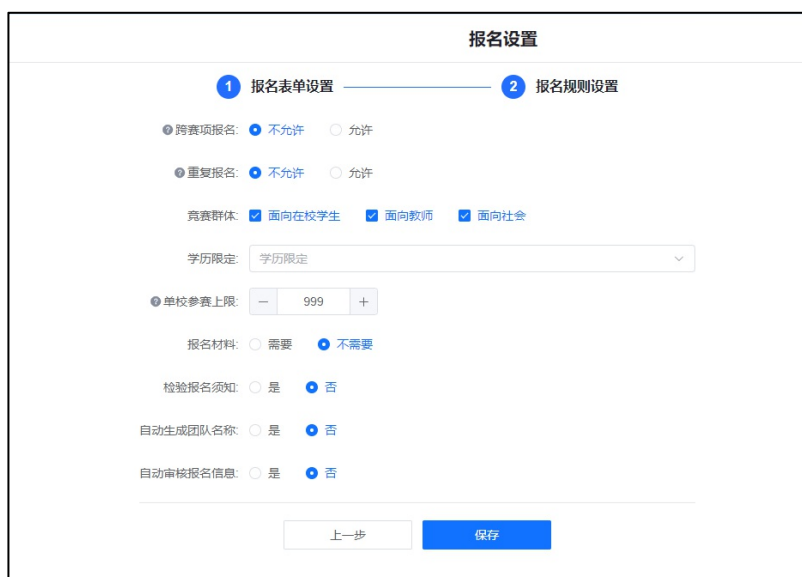 报名设置
1 报名表单设置 2 报名规则设置
跨赛项报名: 不允许 允许
重复报名: 不允许 允许
竞赛群体: 面向在校学生 面向教师 面向社会
学历限定: 学历限定
单校参赛上限: — 999 +
报名材料: 需要 不需要
检验报名须知: 是 否
自动生成团队名称: 是 否
自动审核报名信息: 是 否
上一步 保存